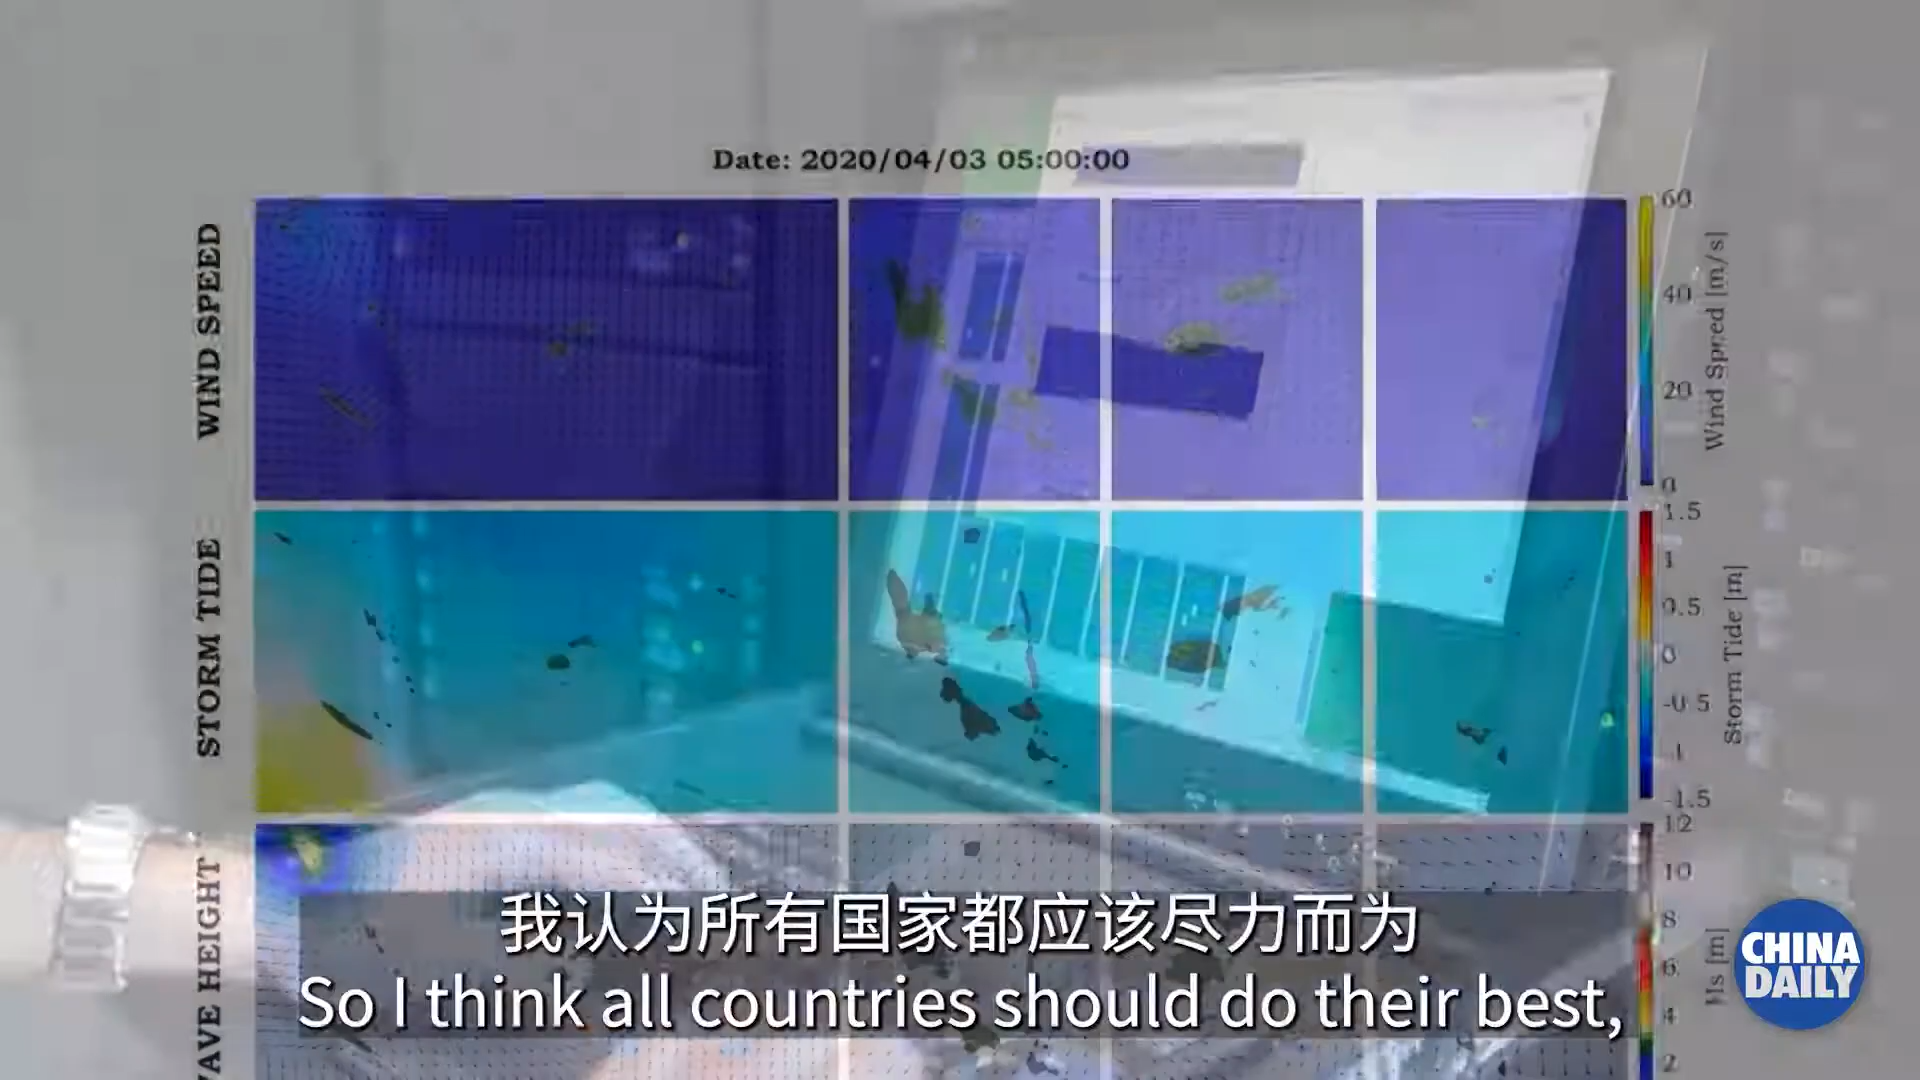 Date: 2020/04/03 05:00:00
WIND SPEED
60
40
20
0
Wind Speed [m/s]
STORM TIDE
1.5
1
0.5
0
-0.5
-1
-1.5
Storm Tide [m]
WAVE HEIGHT
12
10
8
6
4
2
Hs [m]
我认为所有国家都应该尽力而为
So I think all countries should do their best,
CHINA
DAILY